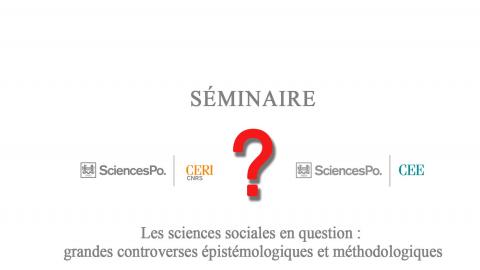 SÉMINAIRE
?
SciencesPo. CERI CNRS SciencesPo. CEE
Les sciences sociales en question :
grandes controverses épistémologiques et méthodologiques